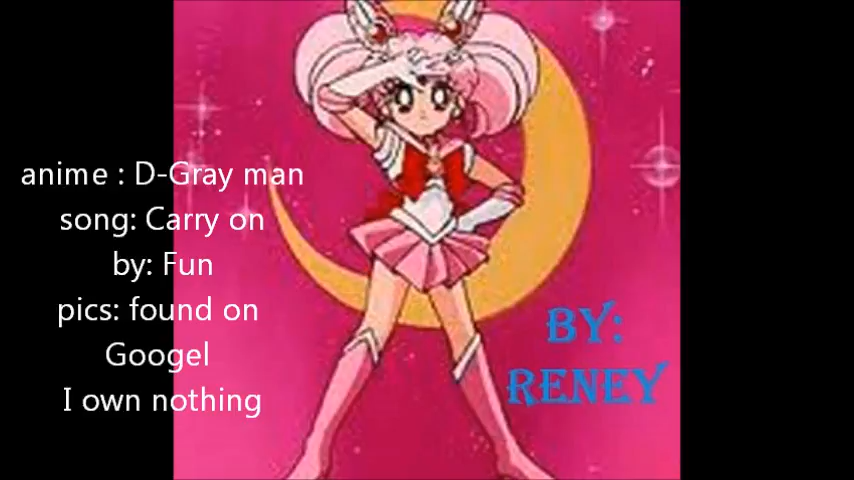 anime : D-Gray man
song: Carry on
by: Fun
pics: found on
Googel
I own nothing
BY:
RENEY